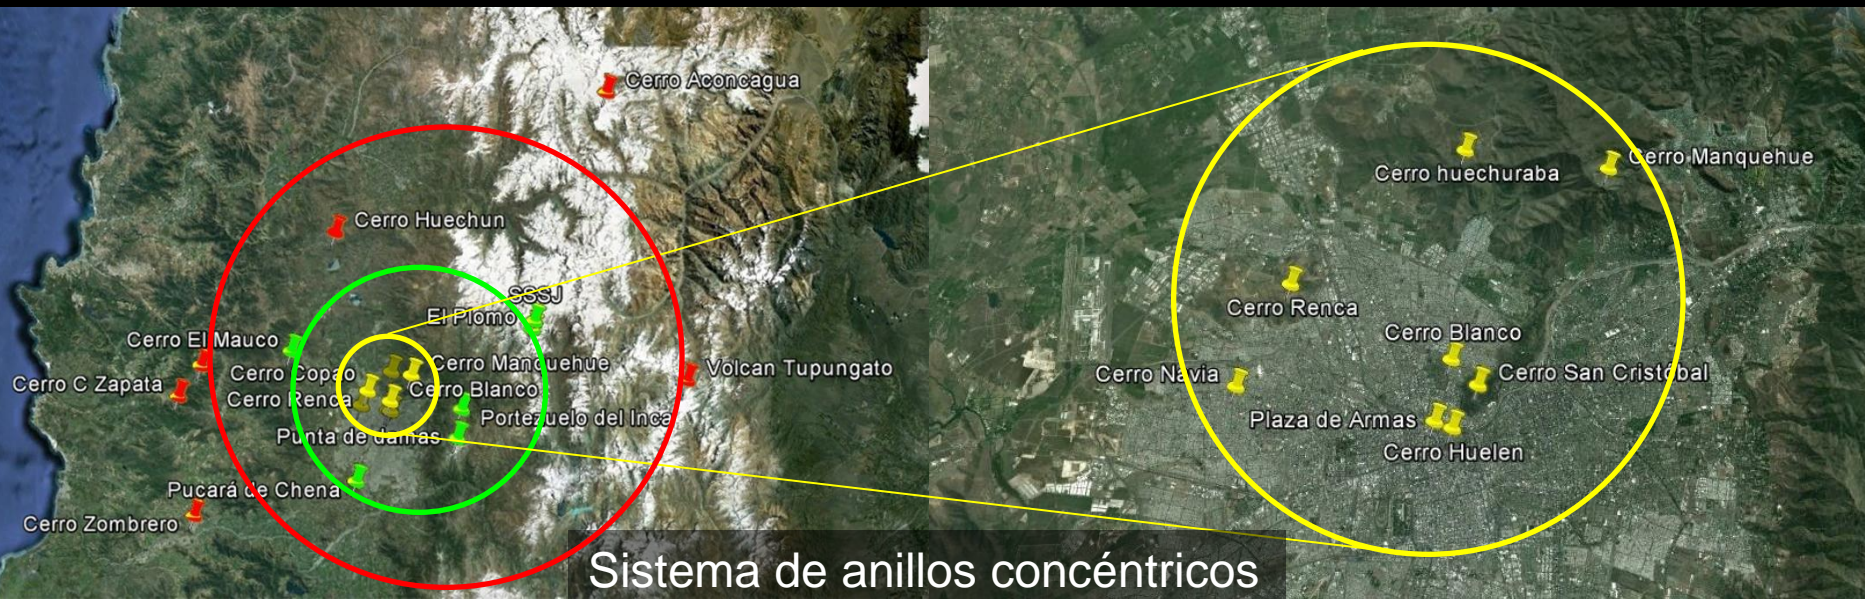 Cerro Aconcagua
Cerro Huechun
SSSJ
El Plomo
Cerro El Mauco
Cerro Manquehue
Cerro Copao
Volcan Tupungato
Cerro C Zapata
Cerro Blanco
Cerro Renca
Portezuelo del Inca
Punta de damas
Pucará de Chena
Cerro Zombrero
Cerro Manquehue
Cerro huechuraba
Cerro Renca
Cerro Blanco
Cerro Navia
Cerro San Cristóbal
Plaza de Armas
Cerro Huelen
Sistema de anillos concéntricos